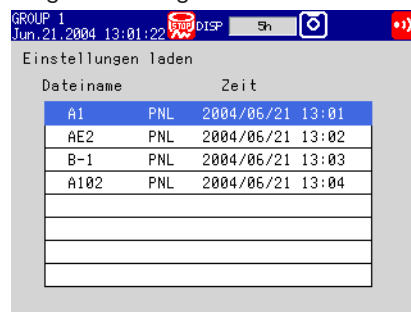 GROUP 1
Jun.21.2004 13:01:22 STOP DISP 5h
Einstellungen laden
Dateiname Zeit
A1 PNL 2004/06/21 13:01
AE2 PNL 2004/06/21 13:02
B-1 PNL 2004/06/21 13:03
A102 PNL 2004/06/21 13:04